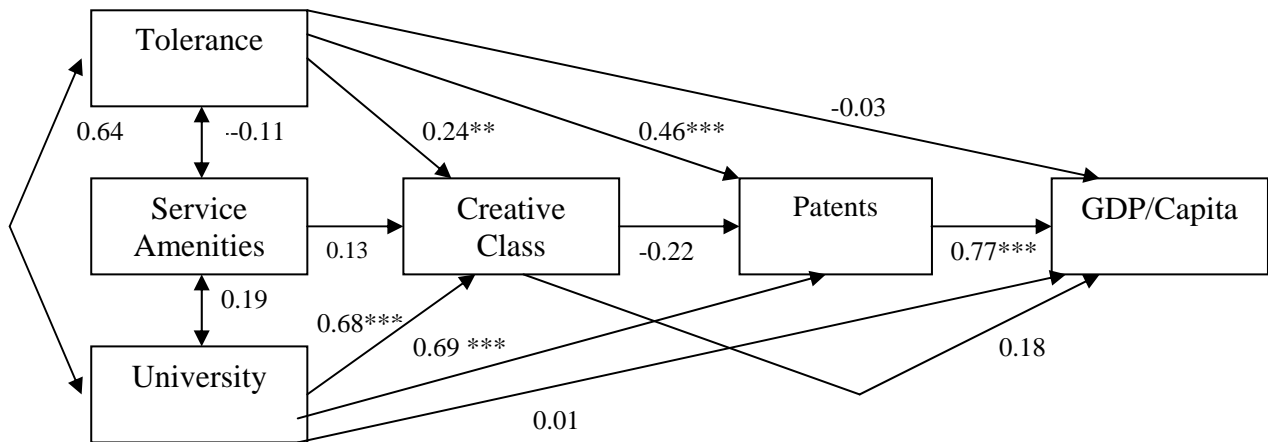 Tolerance
-0.03
0.64
--0.11
0.24**
0.46***
Service
Amenities
Creative
Class
Patents
GDP/Capita
0.13
-0.22
0.77***
0.19
0.68***
0.69 ***
0.18
University
0.01